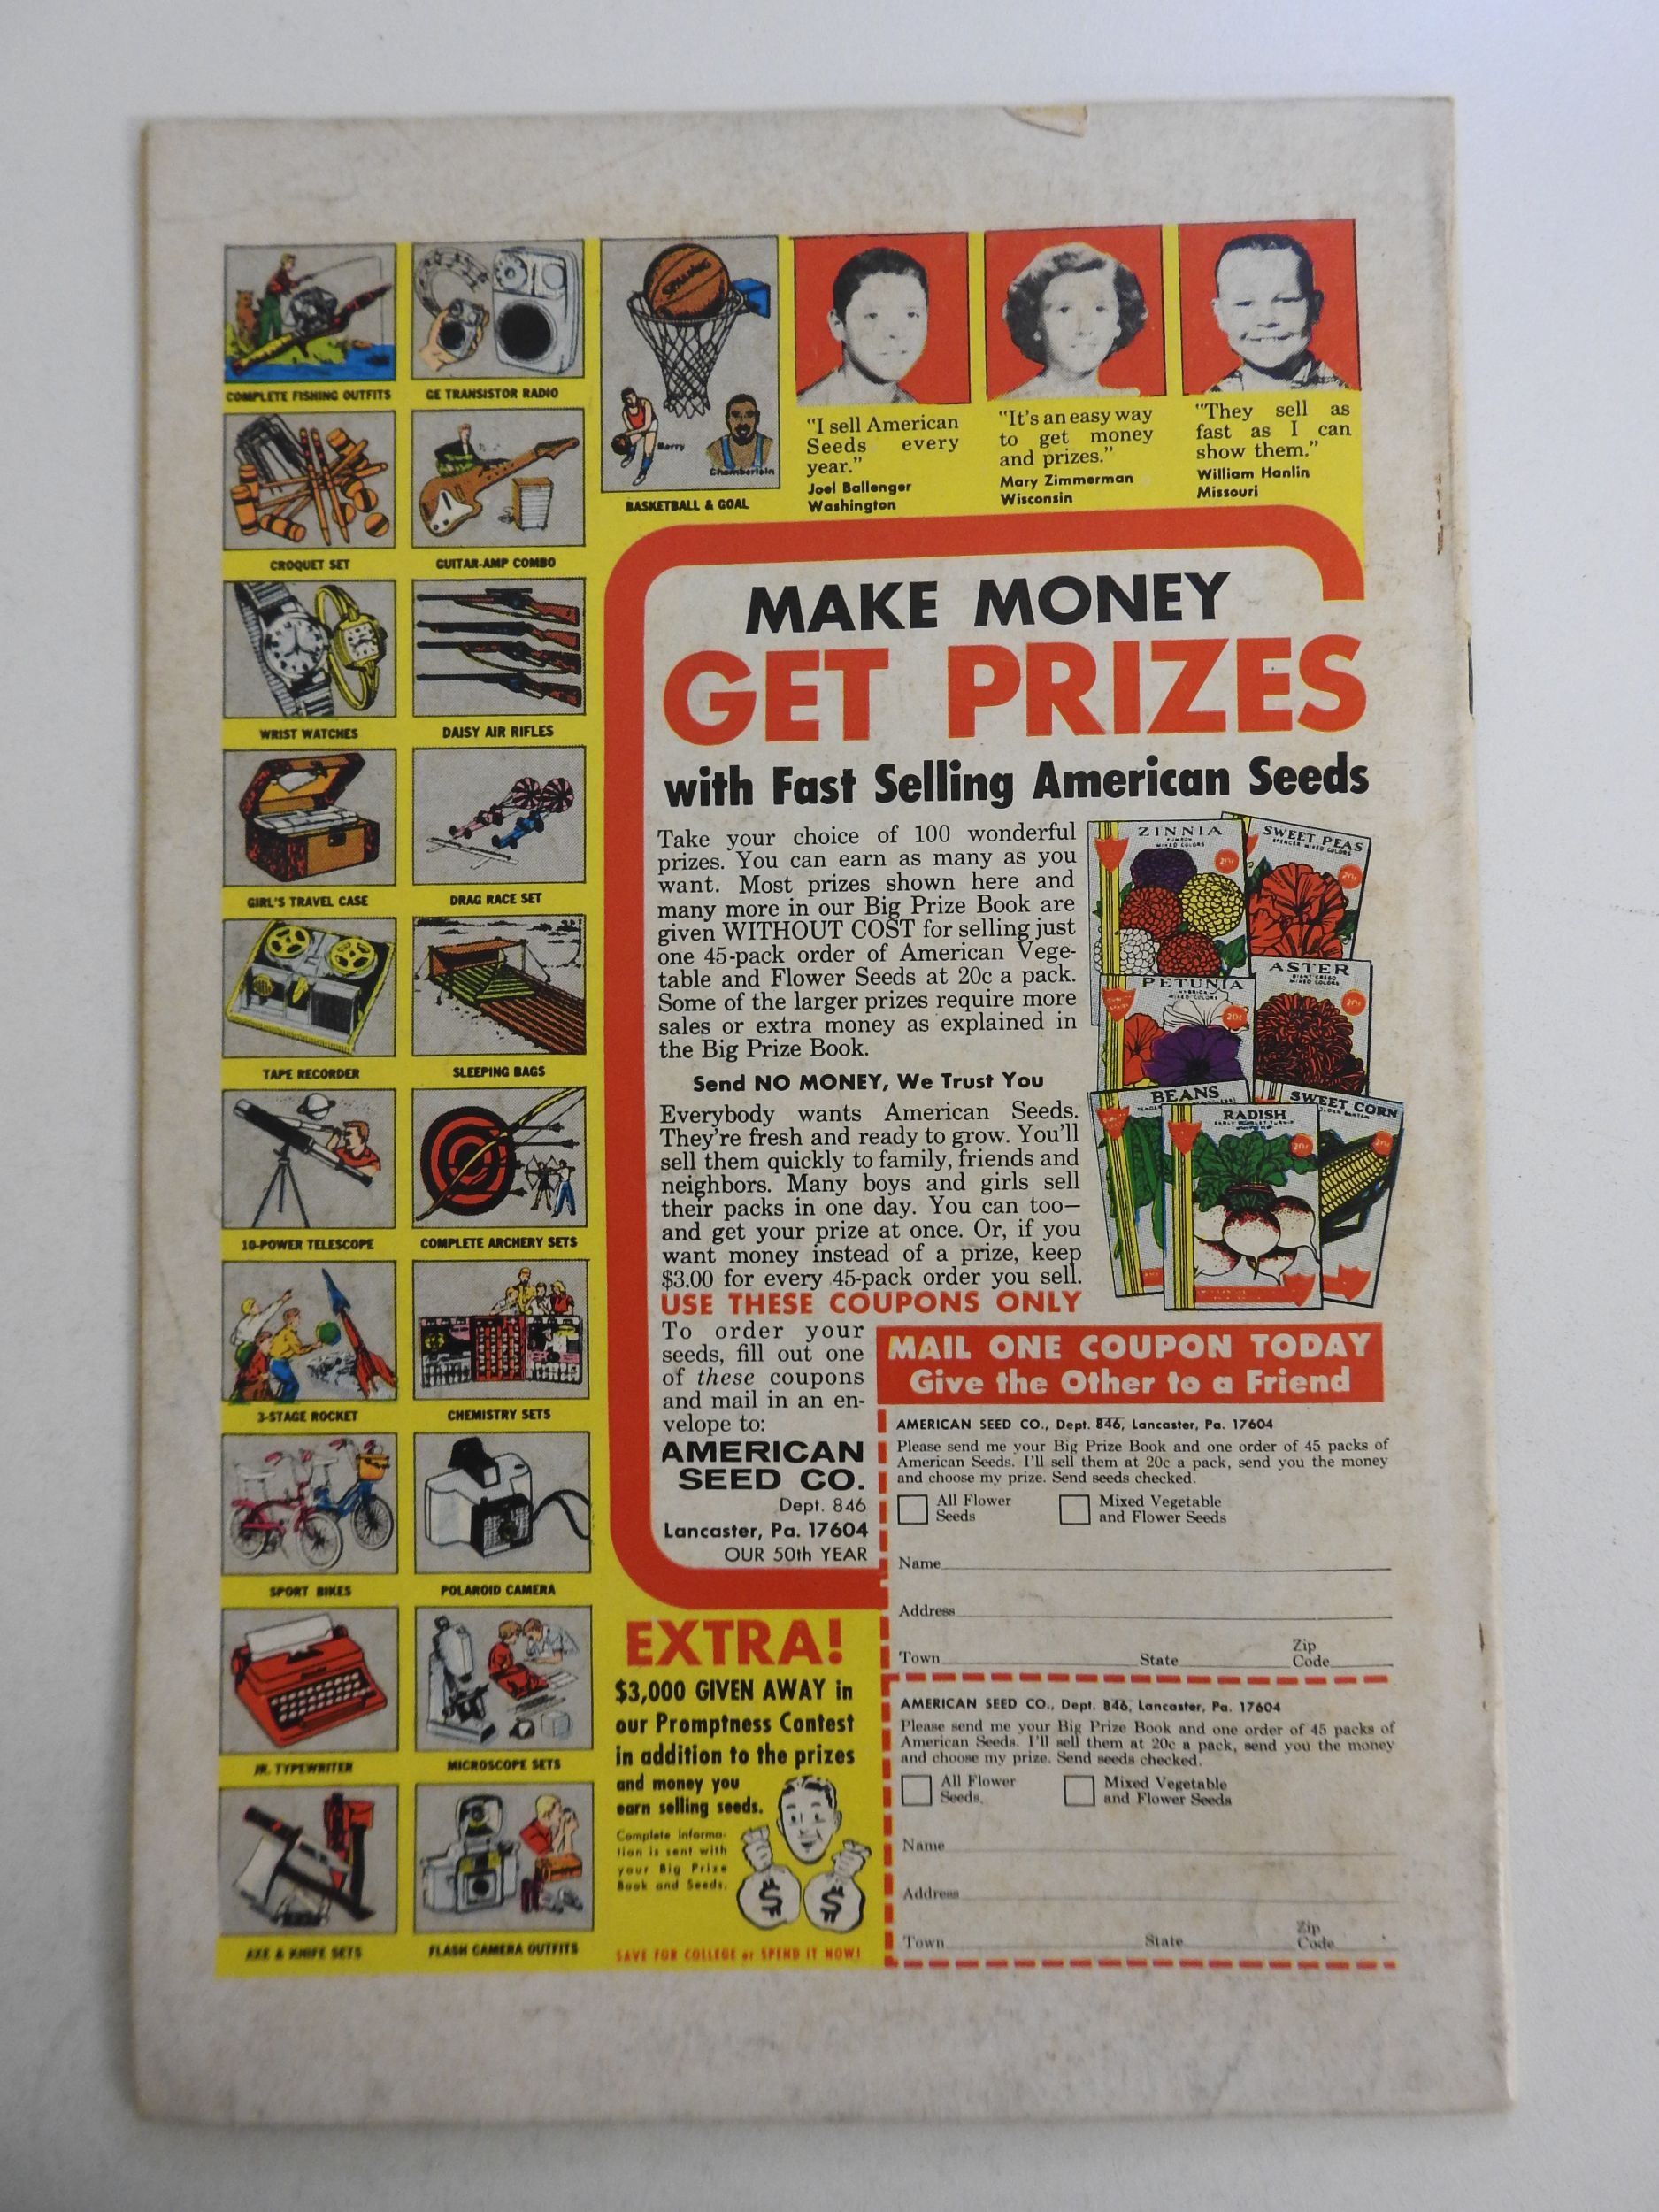 COMPLETE FISHING OUTFITS
GE TRANSISTOR RADIO
CROQUET SET
GUITAR-AMP COMBO
WRIST WATCHES
DAISY AIR RIFLES
GIRL'S TRAVEL CASE
DRAG RACE SET
TAPE RECORDER
SLEEPING BAGS
10-POWER TELESCOPE
COMPLETE ARCHERY SETS
3-STAGE ROCKET
CHEMISTRY SETS
SPORT BIKES
POLAROID CAMERA
JR. TYPEWRITER
MICROSCOPE SETS
AXE & KNIFE SETS
FLASH CAMERA OUTFITS
SPALDING
Barry
Chamberlain
BASKETBALL & GOAL
"I sell American
Seeds every
year."
Joel Ballenger
Washington
"It's an easy way
to get money
and prizes."
Mary Zimmerman
Wisconsin
"They sell as
fast as I can
show them."
William Hanlin
Missouri
MAKE MONEY
GET PRIZES
with Fast Selling American Seeds
Take your choice of 100 wonderful
prizes. You can earn as many as you
want. Most prizes shown here and
many more in our Big Prize Book are
given WITHOUT COST for selling just
one 45-pack order of American Vege-
table and Flower Seeds at 20c a pack.
Some of the larger prizes require more
sales or extra money as explained in
the Big Prize Book.
Send NO MONEY, We Trust You
Everybody wants American Seeds.
They're fresh and ready to grow. You'll
sell them quickly to family, friends and
neighbors. Many boys and girls sell
their packs in one day. You can too—
and get your prize at once. Or, if you
want money instead of a prize, keep
$3.00 for every 45-pack order you sell.
USE THESE COUPONS ONLY
To order your
seeds, fill out one
of these coupons
and mail in an en-
velope to:
AMERICAN
SEED CO.
Dept. 846
Lancaster, Pa. 17604
OUR 50th YEAR
ZINNIA
MIXED COLORS
20c
SWEET PEAS
SPENCER MIXED COLORS
20c
PETUNIA
MIXED COLORS
20c
ASTER
MIXED COLORS
20c
BEANS
RADISH
20c
SWEET CORN
20c
MAIL ONE COUPON TODAY
Give the Other to a Friend
AMERICAN SEED CO., Dept. 846, Lancaster, Pa. 17604
Please send me your Big Prize Book and one order of 45 packs of
American Seeds. I'll sell them at 20c a pack, send you the money
and choose my prize. Send seeds checked.
All Flower
Seeds
Mixed Vegetable
and Flower Seeds
Name
Address
Town State Zip
Code
AMERICAN SEED CO., Dept. 846, Lancaster, Pa. 17604
Please send me your Big Prize Book and one order of 45 packs of
American Seeds. I'll sell them at 20c a pack, send you the money
and choose my prize. Send seeds checked.
All Flower
Seeds.
Mixed Vegetable
and Flower Seeds
Name
Address
Town State Zip
Code
EXTRA!
$3,000 GIVEN AWAY in
our Promptness Contest
in addition to the prizes
and money you
earn selling seeds.
Complete informa-
tion is sent with
your Big Prize
Book and Seeds.
$ $
SAVE FOR COLLEGE or SPEND IT NOW!